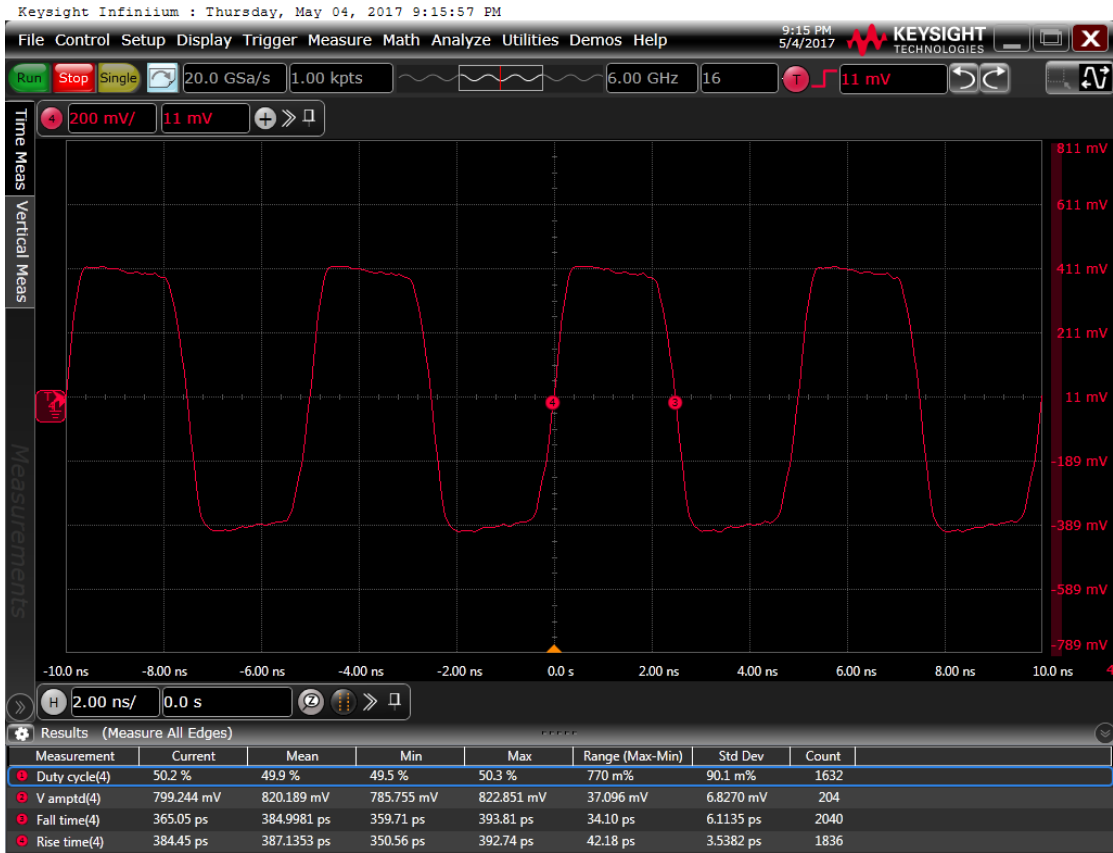 Keysight Infiniium : Thursday, May 04, 2017 9:15:57 PM
File Control Setup Display Trigger Measure Math Analyze Utilities Demos Help
9:15 PM
5/4/2017
KEYSIGHT
TECHNOLOGIES
X
Run Stop Single 20.0 GSa/s 1.00 kpts 6.00 GHz 16 T 11 mV
4 200 mV/ 11 mV +
Time Meas
Vertical Meas
Measurements
811 mV
611 mV
411 mV
211 mV
T 11 mV
4 3
-189 mV
-389 mV
-589 mV
-789 mV
-10.0 ns -8.00 ns -6.00 ns -4.00 ns -2.00 ns 0.0 s 2.00 ns 4.00 ns 6.00 ns 8.00 ns 10.0 ns
H 2.00 ns/ 0.0 s Z
Results (Measure All Edges)
Measurement Current Mean Min Max Range (Max-Min) Std Dev Count
1 Duty cycle(4) 50.2 % 49.9 % 49.5 % 50.3 % 770 m% 90.1 m% 1632
2 V amptd(4) 799.244 mV 820.189 mV 785.755 mV 822.851 mV 37.096 mV 6.8270 mV 204
3 Fall time(4) 365.05 ps 384.9981 ps 359.71 ps 393.81 ps 34.10 ps 6.1135 ps 2040
4 Rise time(4) 384.45 ps 387.1353 ps 350.56 ps 392.74 ps 42.18 ps 3.5382 ps 1836